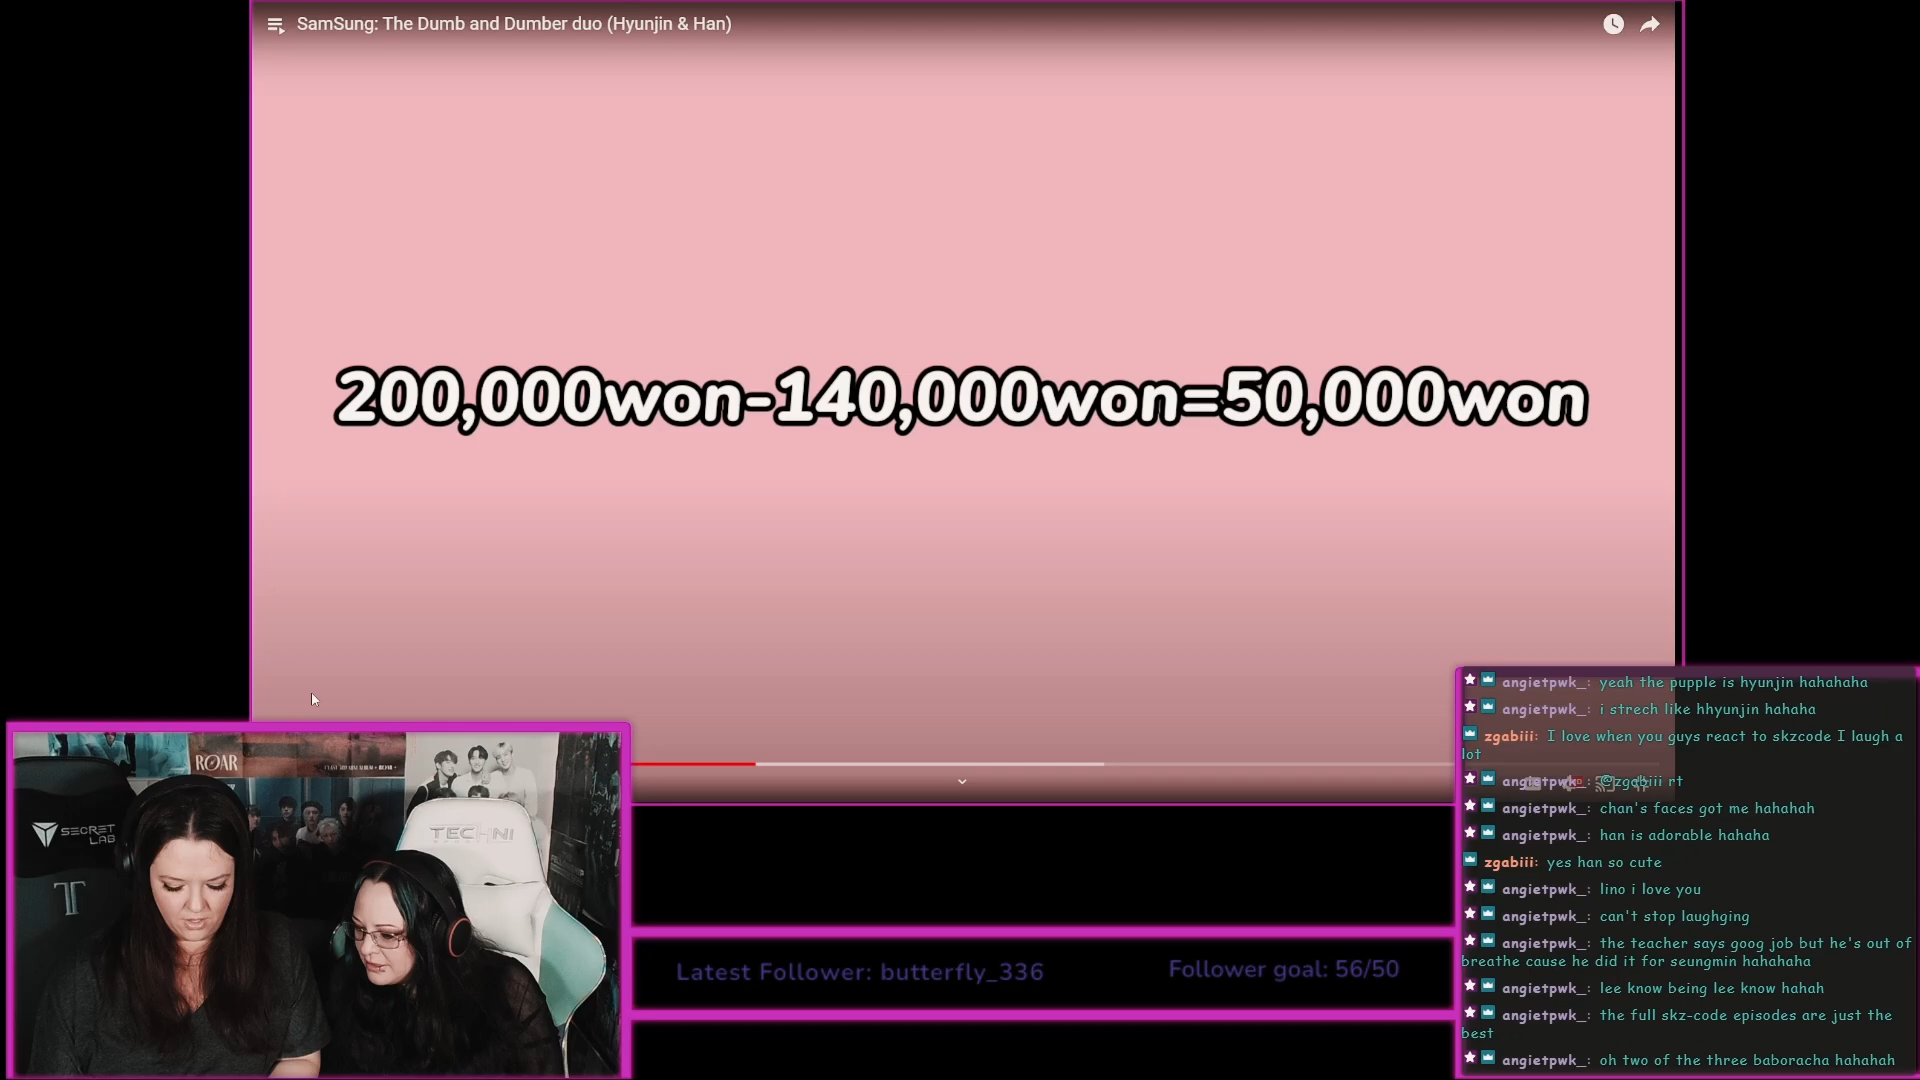 SamSung: The Dumb and Dumber duo (Hyunjin & Han)
200,000won-140,000won=50,000won
angietpwk_: yeah the pupple is hyunjin hahahaha
angietpwk_: i strech like hhyunjin hahaha
zgabiii: I love when you guys react to skzcode I laugh a
lot
angietpwk_: @zgabiii rt
angietpwk_: chan's faces got me hahahah
angietpwk_: han is adorable hahaha
zgabiii: yes han so cute
angietpwk_: lino i love you
angietpwk_: can't stop laughging
angietpwk_: the teacher says goog job but he's out of
breathe cause he did it for seungmin hahahaha
angietpwk_: lee know being lee know hahah
angietpwk_: the full skz-code episodes are just the
best
angietpwk_: oh two of the three baboracha hahahah
ROAR
SECRET
LAB
TECHNI
Latest Follower: butterfly_336
Follower goal: 56/50